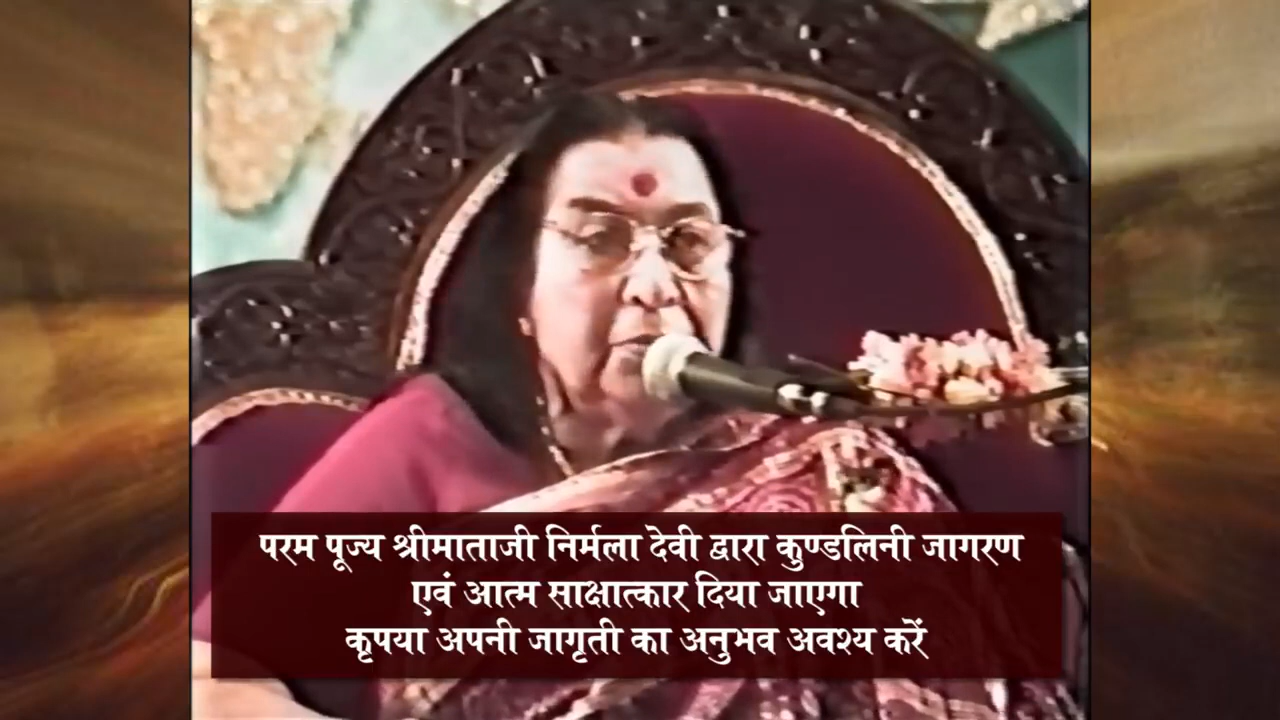 परम पूज्य श्रीमाताजी निर्मला देवी द्वारा कुण्डलिनी जागरण
एवं आत्म साक्षात्कार दिया जाएगा
कृपया अपनी जागृती का अनुभव अवश्य करें